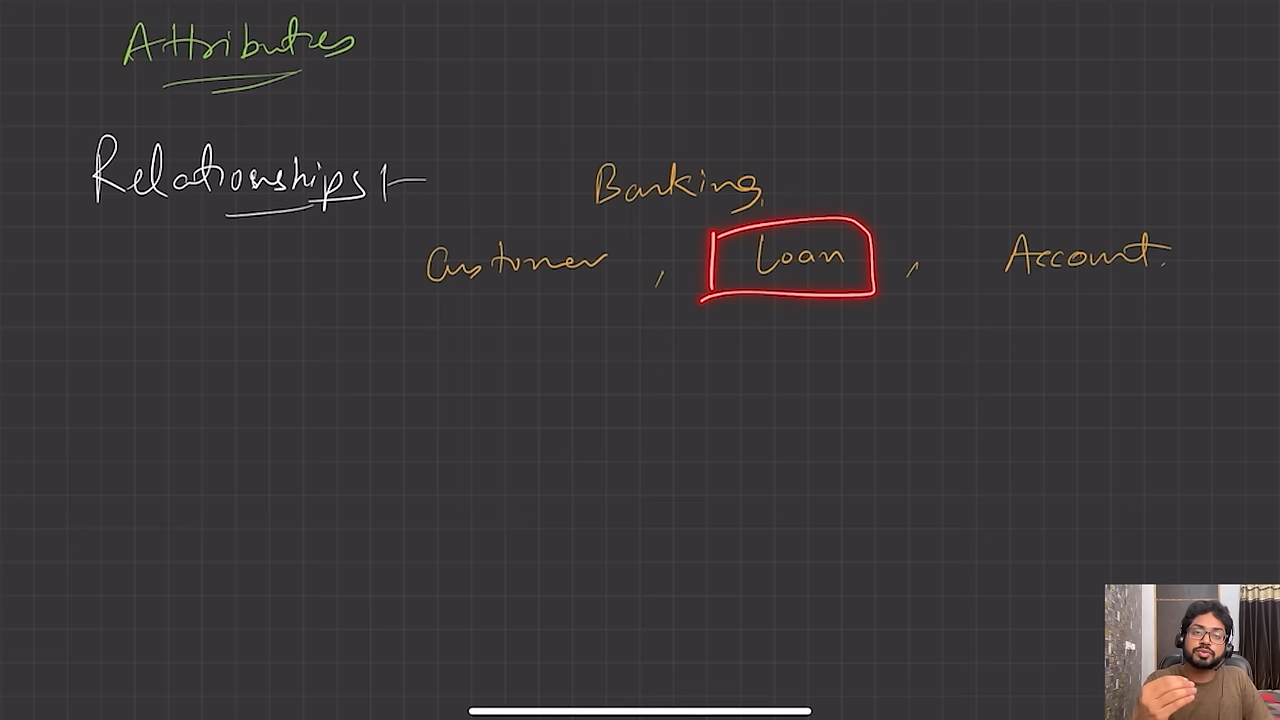 Attributes
Relationships :-
Banking
Customer , Loan , Account.